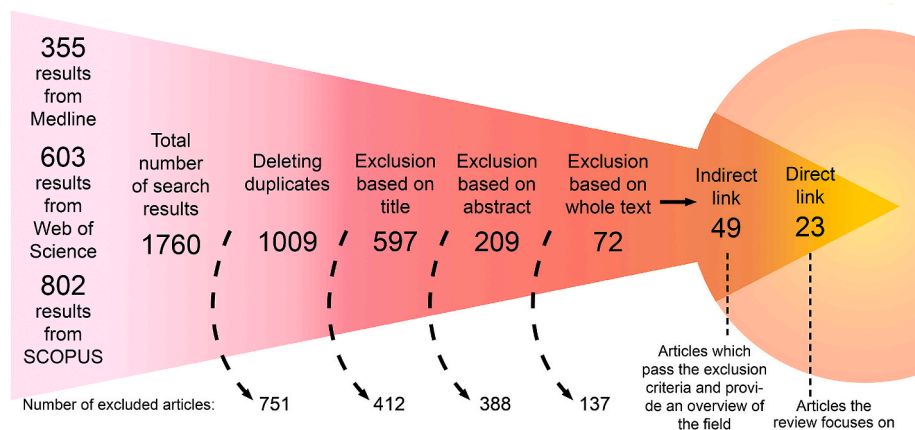 355
results
from
Medline
603
results
from
Web of
Science
802
results
from
SCOPUS
Total
number
of search
results
1760
Deleting
duplicates
1009
Exclusion
based on
title
597
Exclusion
based on
abstract
209
Exclusion
based on
whole text
72
Indirect
link
49
Direct
link
23
Number of excluded articles:
751
412
388
137
Articles which
pass the exclusion
criteria and provi-
de an overview of
the field
Articles the
review focuses on